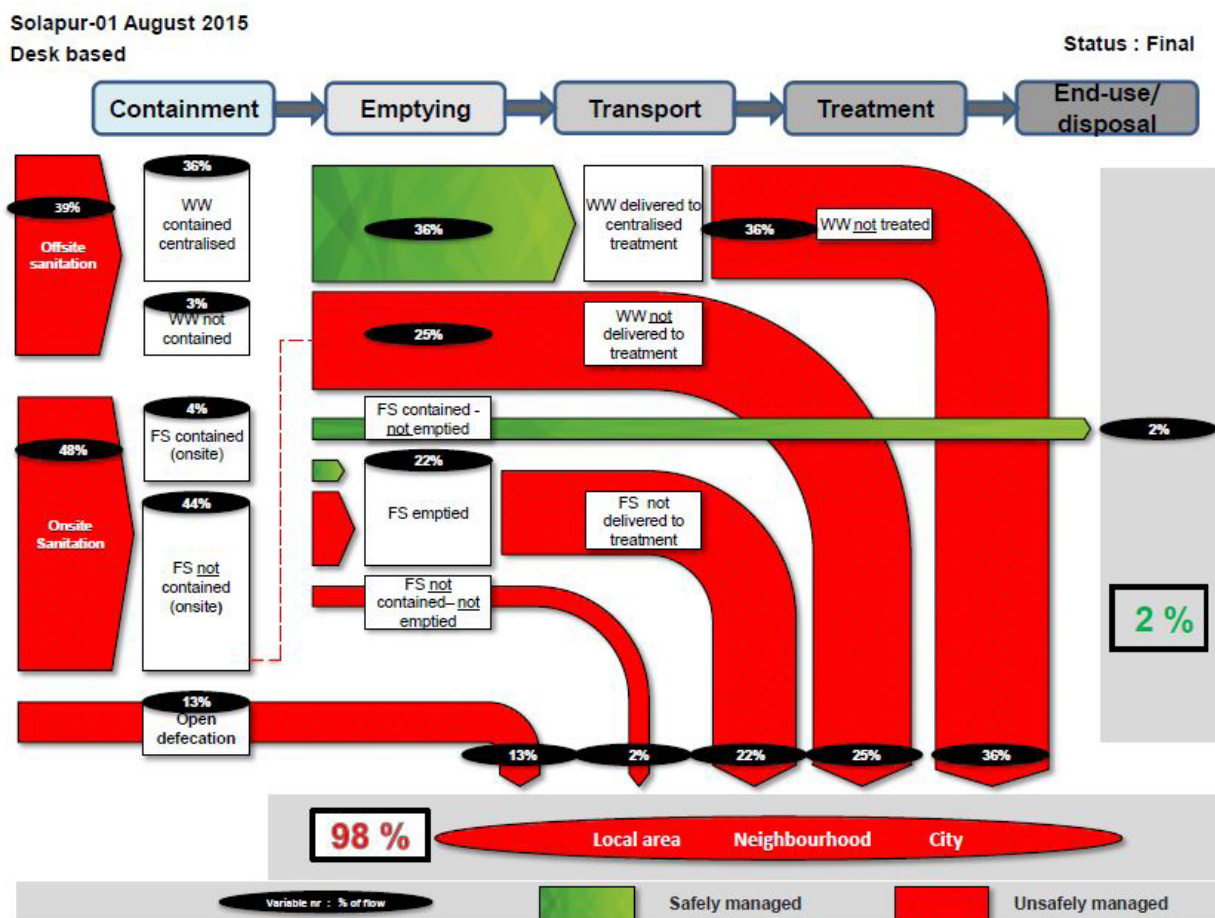 Solapur-01 August 2015
Desk based
Status : Final
Containment
Emptying
Transport
Treatment
End-use/
disposal
39%
Offsite
sanitation
36%
WW
contained
centralised
36%
WW delivered to
centralised
treatment
36%
WW not treated
3%
WW not
contained
25%
WW not
delivered to
treatment
48%
Onsite
Sanitation
4%
FS contained
(onsite)
FS contained -
not emptied
2%
44%
FS not
contained
(onsite)
22%
FS emptied
FS not
delivered to
treatment
FS not
contained– not
emptied
2 %
13%
Open
defecation
13%
2%
22%
25%
36%
98 %
Local area
Neighbourhood
City
Variable nr : % of flow
Safely managed
Unsafely managed